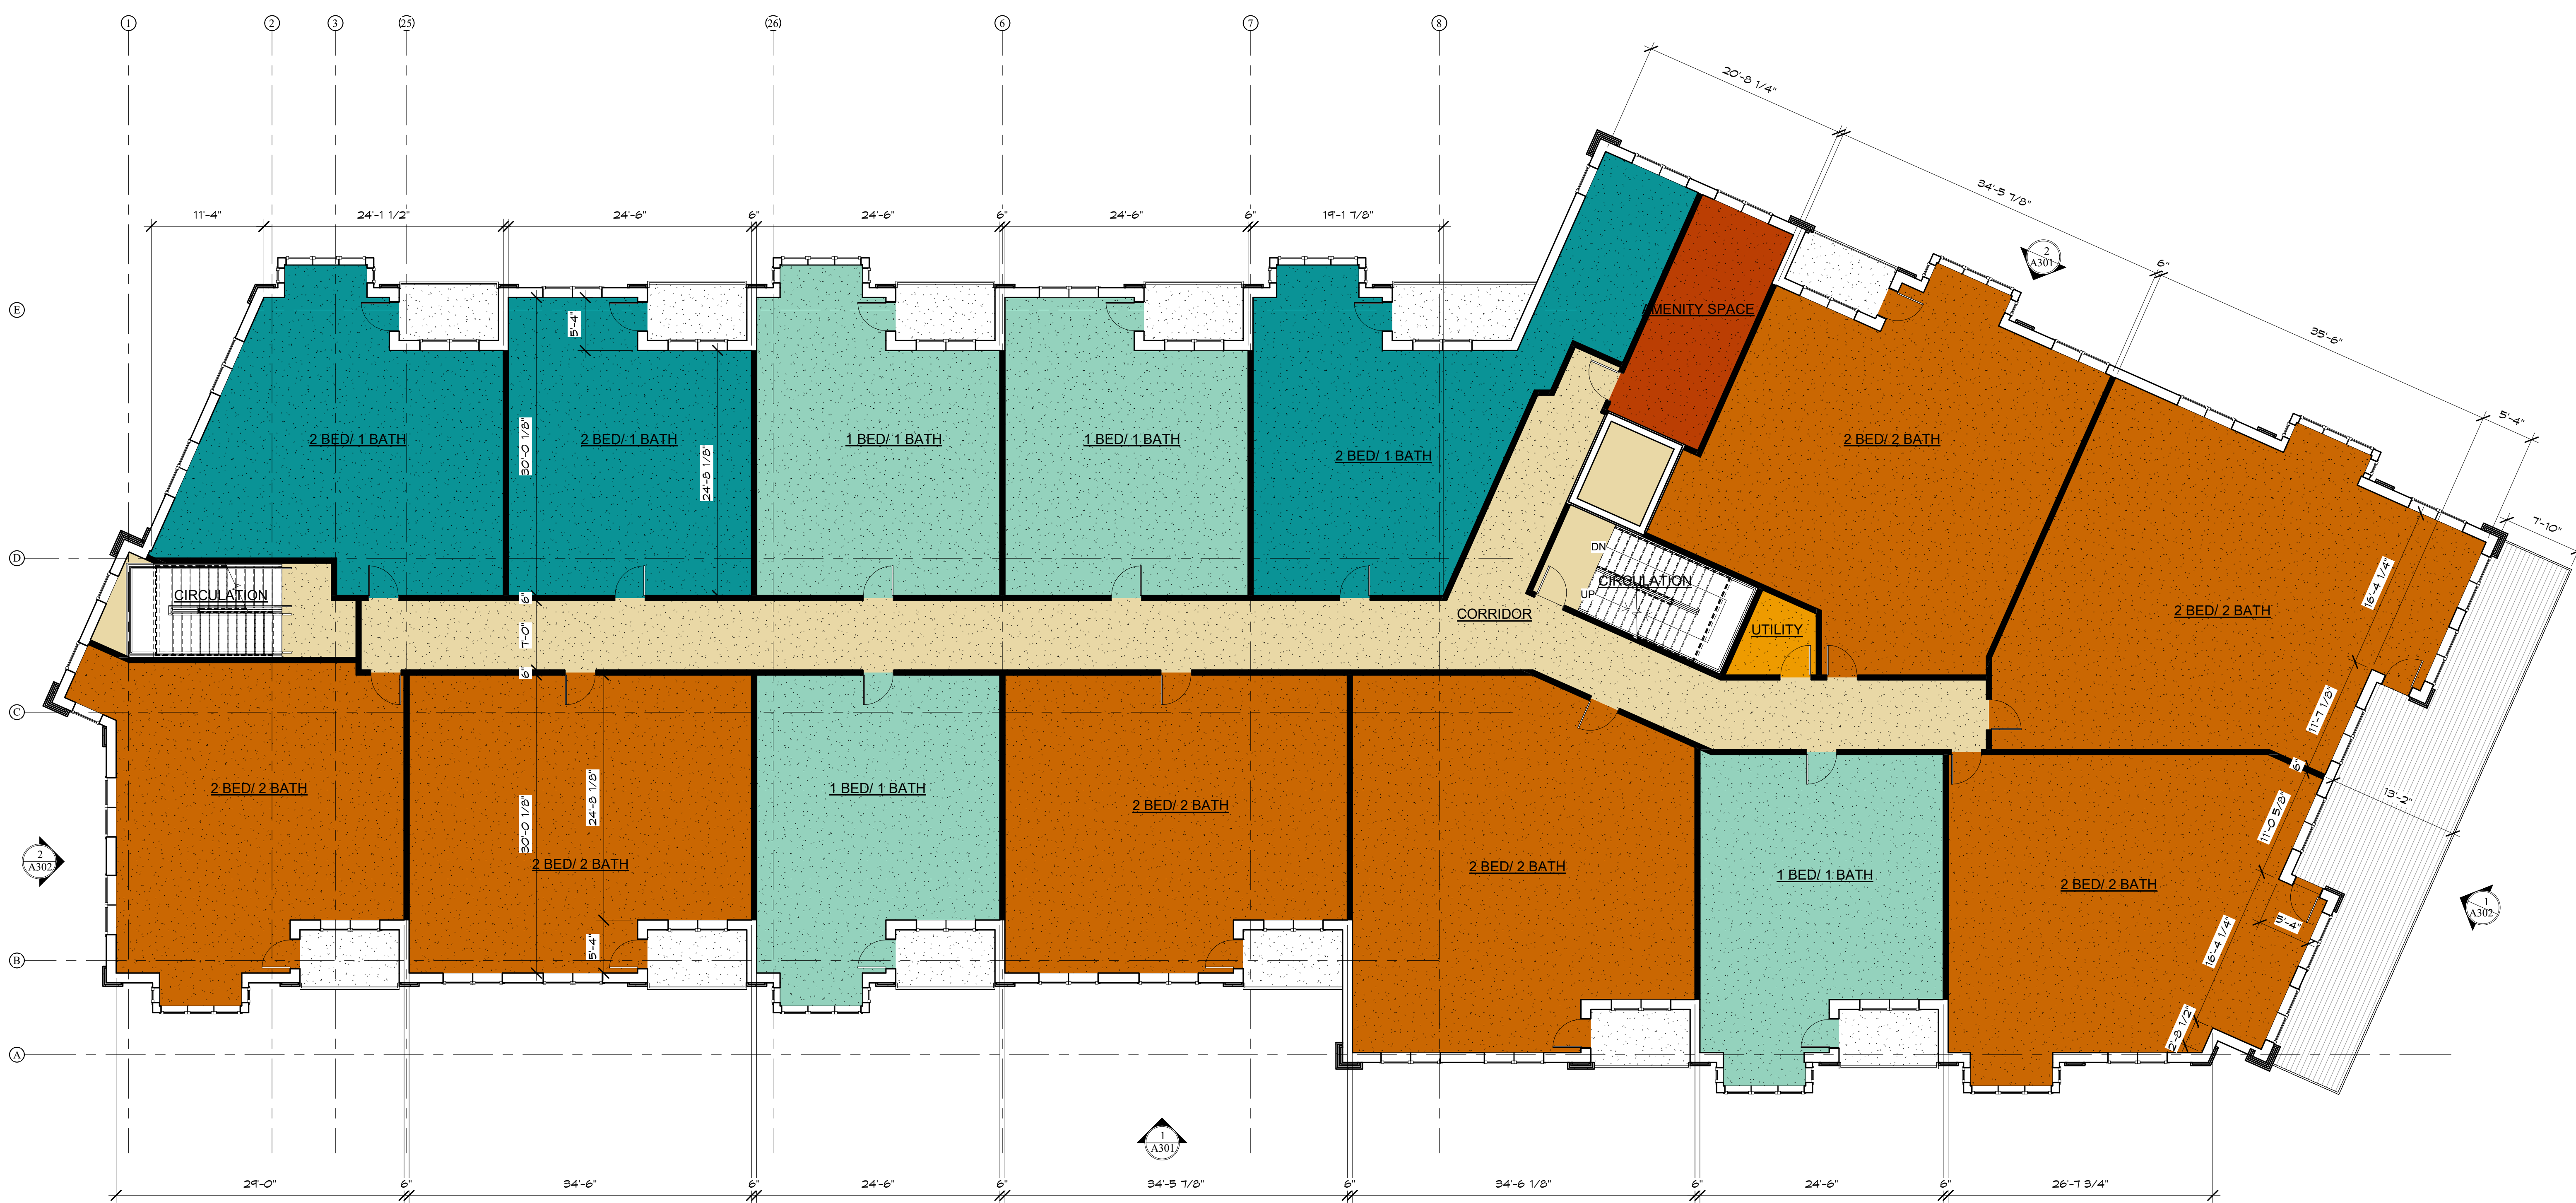 1
2
3
(25)
(26)
6
7
8
20'-8 1/4"
34'-5 7/8"
6"
35'-6"
5'-4"
7'-10"
2
A301
11'-4"
24'-1 1/2"
24'-6"
6"
24'-6"
6"
24'-6"
6"
19'-1 7/8"
E
5'-4"
AMENITY SPACE
2 BED/ 1 BATH
2 BED/ 1 BATH
1 BED/ 1 BATH
1 BED/ 1 BATH
2 BED/ 1 BATH
2 BED/ 2 BATH
30'-0 1/8"
24'-8 1/8"
D
DN
CIRCULATION
UP
CIRCULATION
6"
7'-0"
6"
CORRIDOR
UTILITY
2 BED/ 2 BATH
16'-4 1/4"
11'-7 1/8"
C
6"
13'-2"
11'-0 5/8"
2 BED/ 2 BATH
2 BED/ 2 BATH
1 BED/ 1 BATH
2 BED/ 2 BATH
2 BED/ 2 BATH
1 BED/ 1 BATH
2 BED/ 2 BATH
30'-0 1/8"
24'-8 1/8"
5'-4"
2
A302
1
A302
5'-4"
16'-4 1/4"
2'-8 1/2"
B
A
1
A301
29'-0"
6"
34'-6"
6"
24'-6"
6"
34'-5 7/8"
6"
34'-6 1/8"
6"
24'-6"
6"
26'-7 3/4"